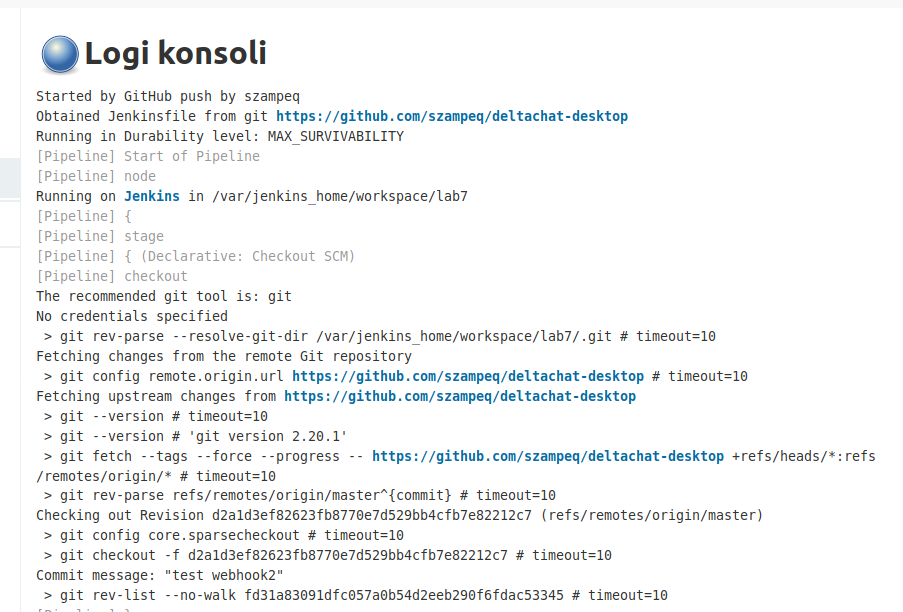 Logi konsoli
Started by GitHub push by szampeq
Obtained Jenkinsfile from git https://github.com/szampeq/deltachat-desktop
Running in Durability level: MAX_SURVIVABILITY
[Pipeline] Start of Pipeline
[Pipeline] node
Running on Jenkins in /var/jenkins_home/workspace/lab7
[Pipeline] {
[Pipeline] stage
[Pipeline] { (Declarative: Checkout SCM)
[Pipeline] checkout
The recommended git tool is: git
No credentials specified
 > git rev-parse --resolve-git-dir /var/jenkins_home/workspace/lab7/.git # timeout=10
Fetching changes from the remote Git repository
 > git config remote.origin.url https://github.com/szampeq/deltachat-desktop # timeout=10
Fetching upstream changes from https://github.com/szampeq/deltachat-desktop
 > git --version # timeout=10
 > git --version # 'git version 2.20.1'
 > git fetch --tags --force --progress -- https://github.com/szampeq/deltachat-desktop +refs/heads/*:refs
/remotes/origin/* # timeout=10
 > git rev-parse refs/remotes/origin/master^{commit} # timeout=10
Checking out Revision d2a1d3ef82623fb8770e7d529bb4cfb7e82212c7 (refs/remotes/origin/master)
 > git config core.sparsecheckout # timeout=10
 > git checkout -f d2a1d3ef82623fb8770e7d529bb4cfb7e82212c7 # timeout=10
Commit message: "test webhook2"
 > git rev-list --no-walk fd31a83091dfc057a0b54d2eeb290f6fdac53345 # timeout=10